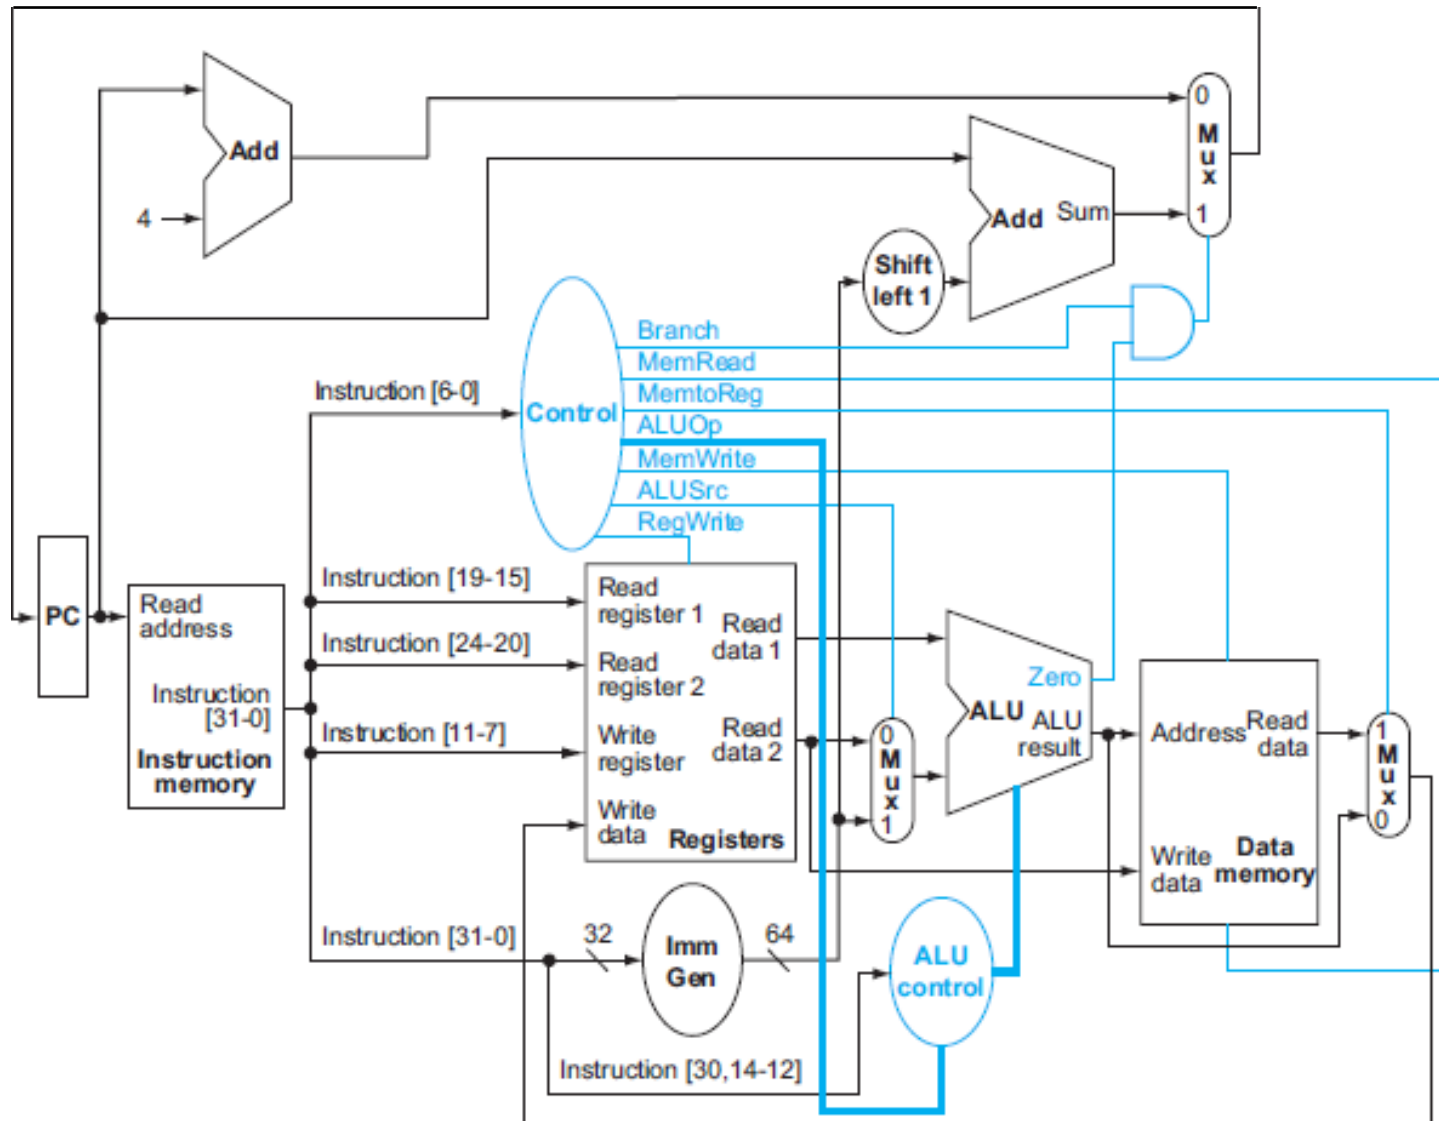 0
M
u
x
1
Add
4
Add Sum
Shift
left 1
Branch
MemRead
MemtoReg
ALUOp
MemWrite
ALUSrc
RegWrite
Control
Instruction [6-0]
Instruction [19-15]
Instruction [24-20]
Instruction [11-7]
Instruction [31-0]
Instruction [30,14-12]
PC
Read
address
Instruction
[31-0]
Instruction
memory
Read
register 1
Read
register 2
Write
register
Write
data
Read
data 1
Read
data 2
Registers
0
M
u
x
1
Zero
ALU
ALU
result
Address
Read
data
Write
data
Data
memory
1
M
u
x
0
32
Imm
Gen
64
ALU
control